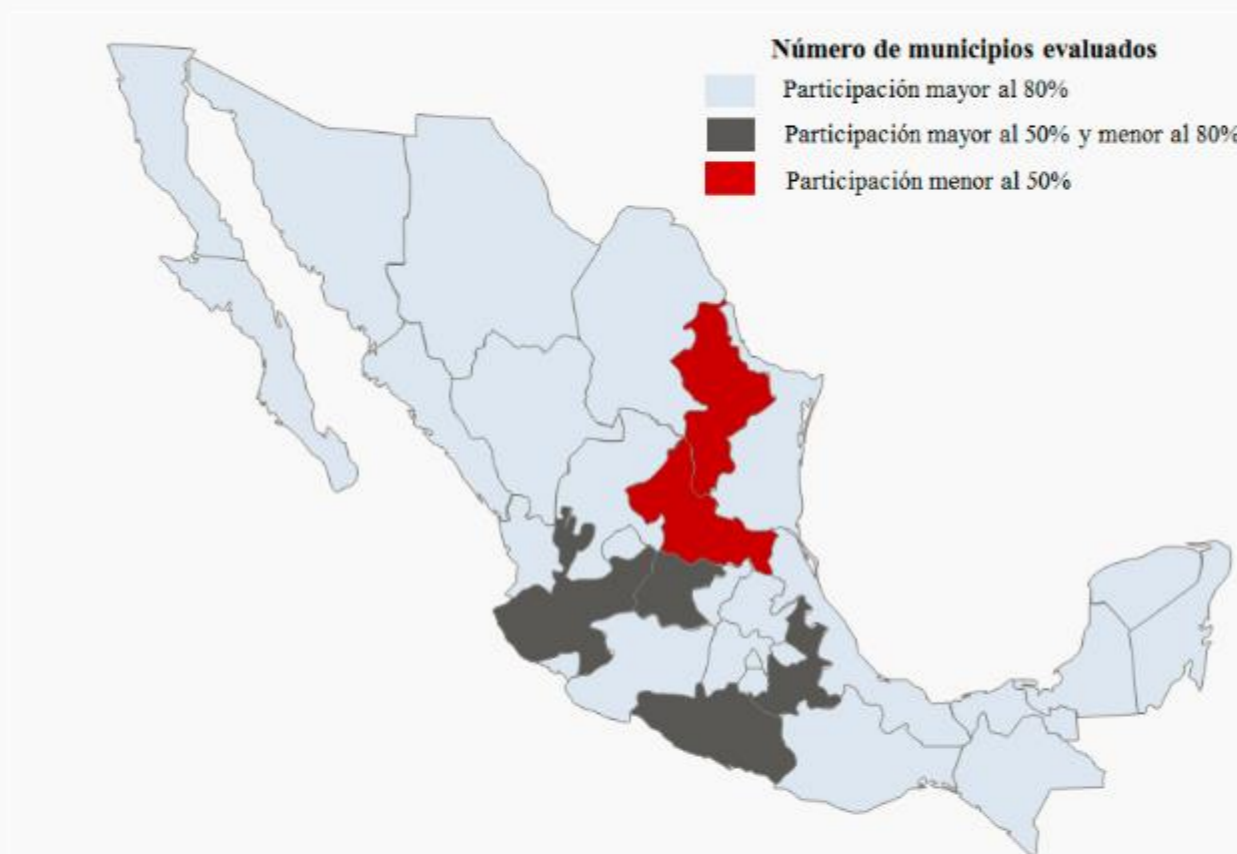 Número de municipios evaluados
Participación mayor al 80%
Participación mayor al 50% y menor al 80%
Participación menor al 50%